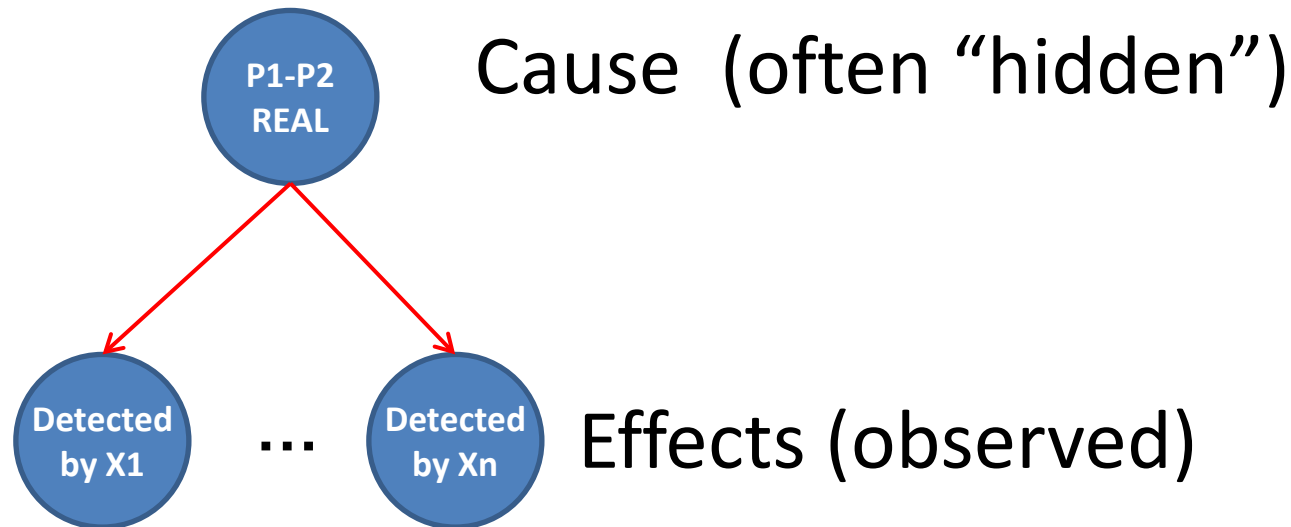 P1-P2
REAL
Cause (often “hidden”)
Detected
by X1
...
Detected
by Xn
Effects (observed)